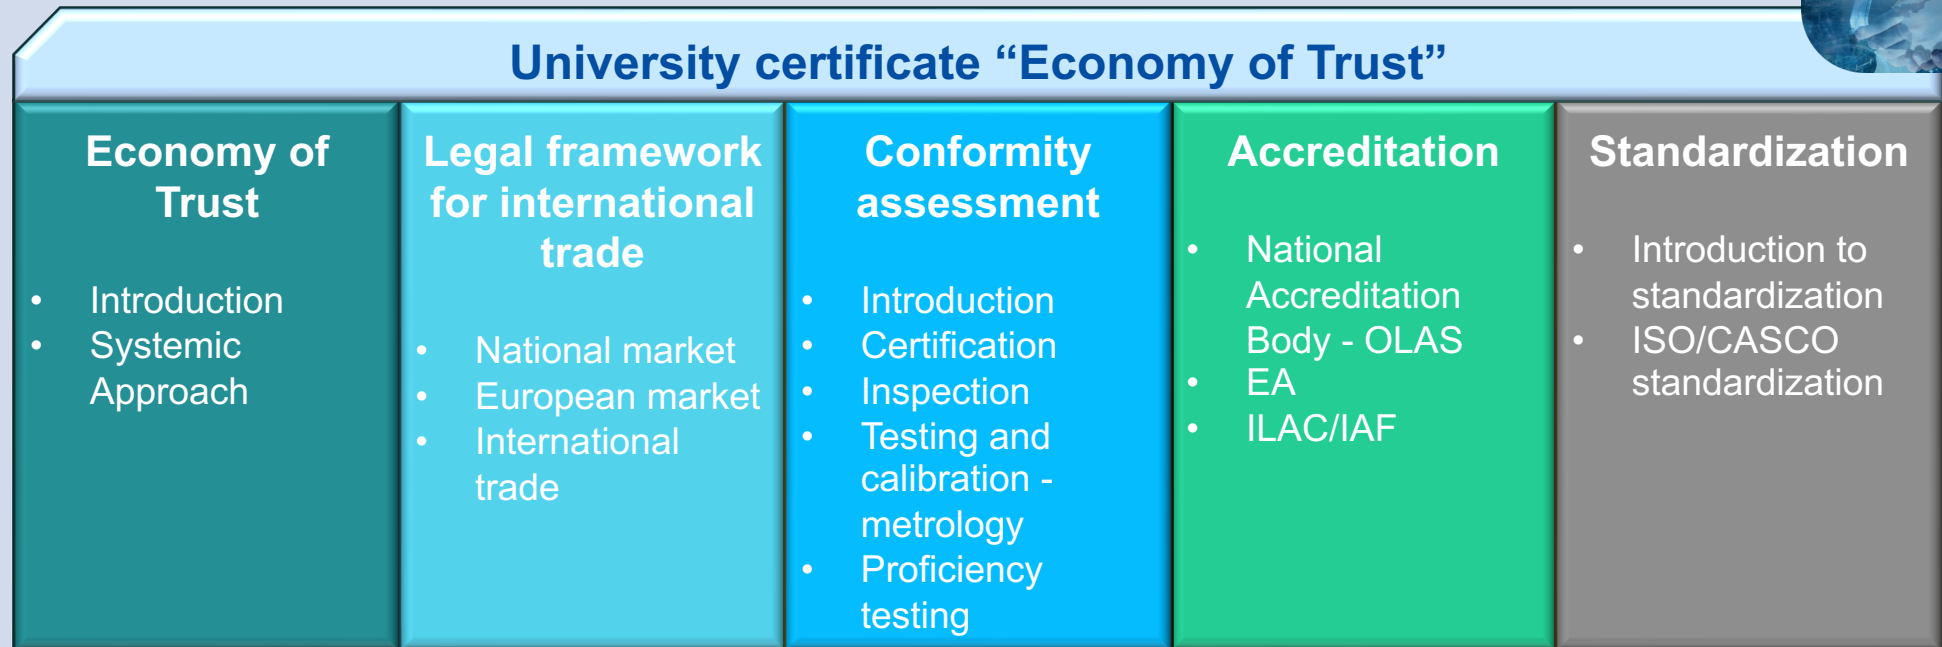 University certificate “Economy of Trust”
Economy of
Trust
• Introduction
• Systemic
Approach
Legal framework
for international
trade
• National market
• European market
• International
trade
Conformity
assessment
• Introduction
• Certification
• Inspection
• Testing and
calibration -
metrology
• Proficiency
testing
Accreditation
• National
Accreditation
Body - OLAS
• EA
• ILAC/IAF
Standardization
• Introduction to
standardization
• ISO/CASCO
standardization